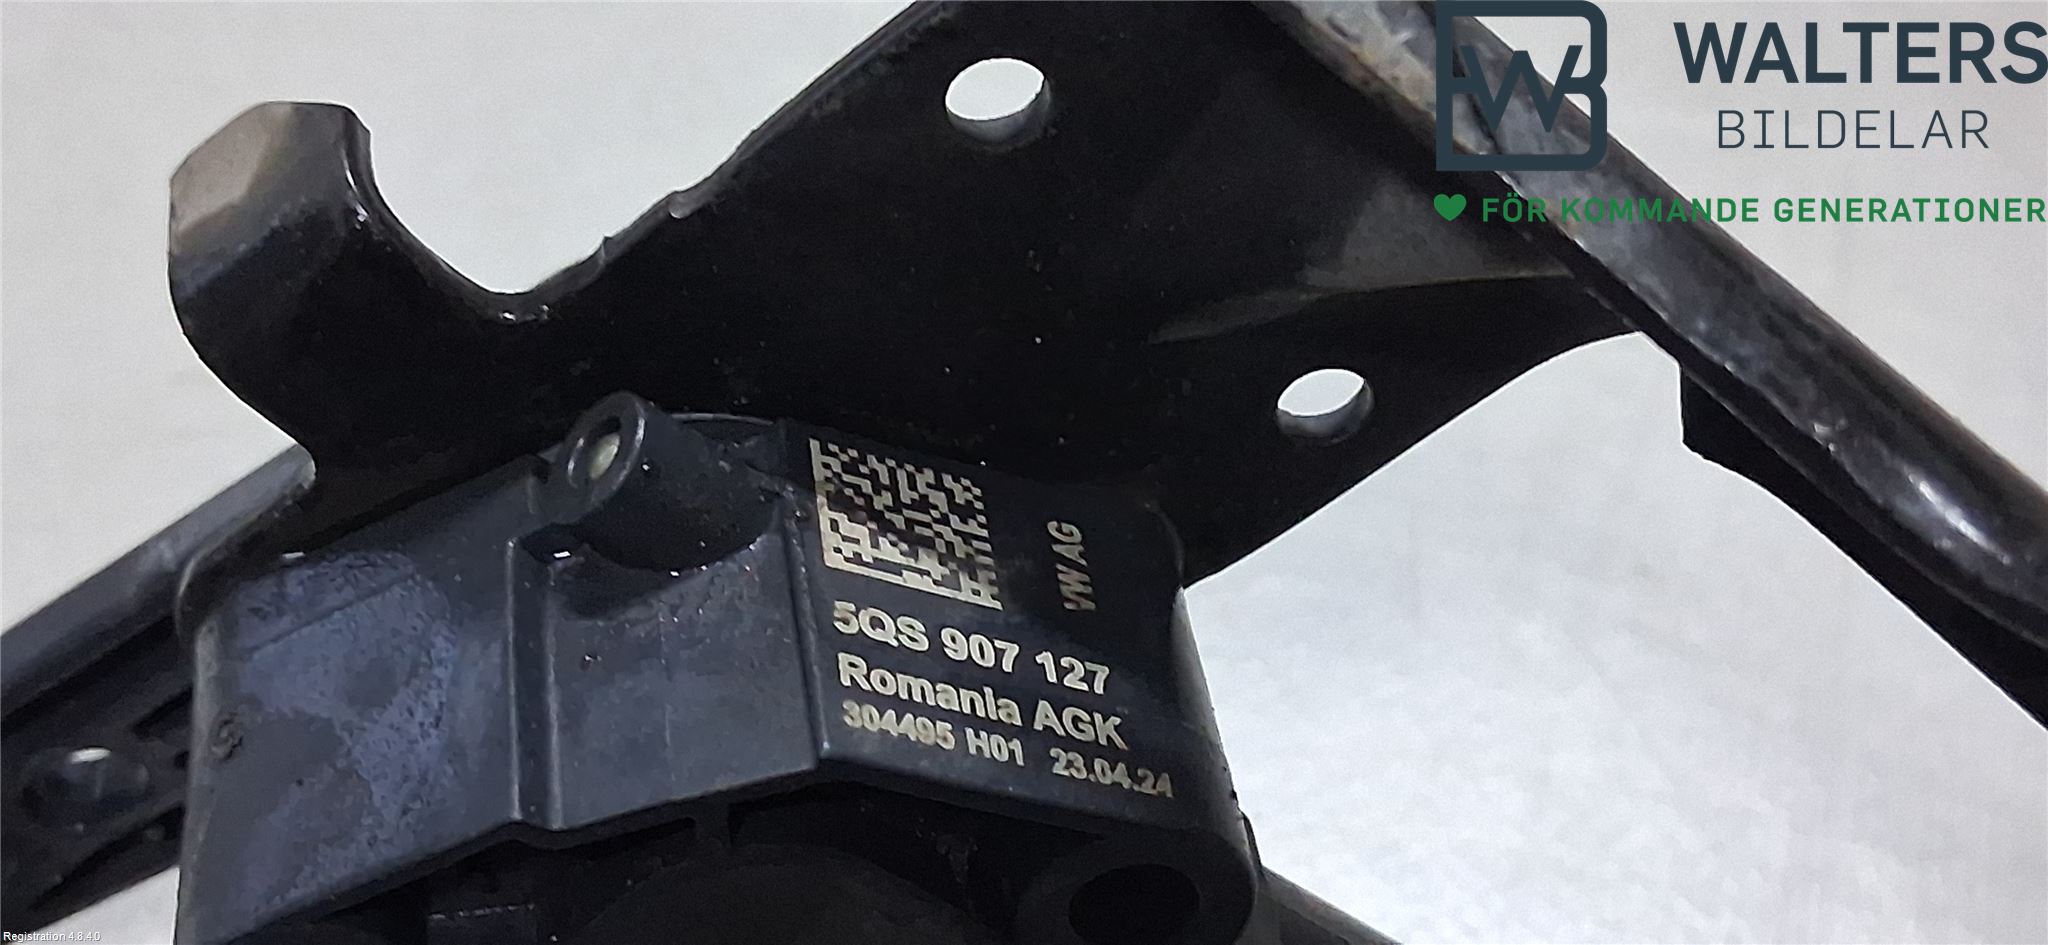 WALTERS
BILDELAR
FÖR KOMMANDE GENERATIONER
VW AG
5QS 907 127
Romania AGK
304495 H01 23.04.24
Registration 4.8.4.0